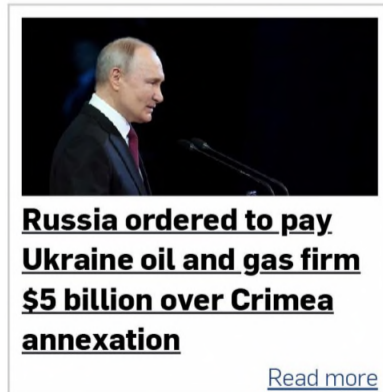 Russia ordered to pay
Ukraine oil and gas firm
$5 billion over Crimea
annexation
Read more